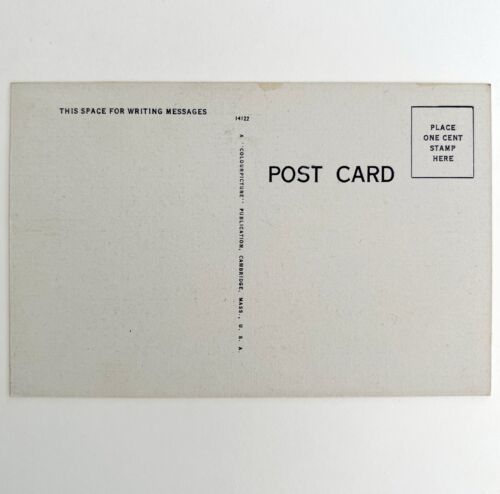 THIS SPACE FOR WRITING MESSAGES
14122
A "COLOURPICTURE" PUBLICATION, CAMBRIDGE, MASS., U. S. A.
POST CARD
PLACE
ONE CENT
STAMP
HERE